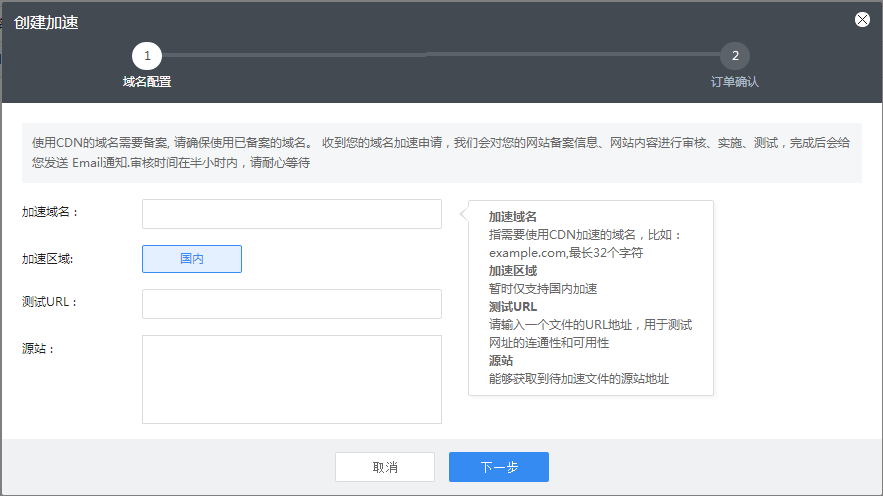 创建加速
1
2
域名配置
订单确认
使用CDN的域名需要备案, 请确保使用已备案的域名。 收到您的域名加速申请，我们会对您的网站备案信息、网站内容进行审核、实施、测试，完成后会给
您发送 Email通知.审核时间在半小时内，请耐心等待
加速域名：
加速区域:
国内
测试URL：
源站：
加速域名
指需要使用CDN加速的域名，比如：
example.com,最长32个字符
加速区域
暂时仅支持国内加速
测试URL
请输入一个文件的URL地址，用于测试
网址的连通性和可用性
源站
能够获取到待加速文件的源站地址
取消
下一步